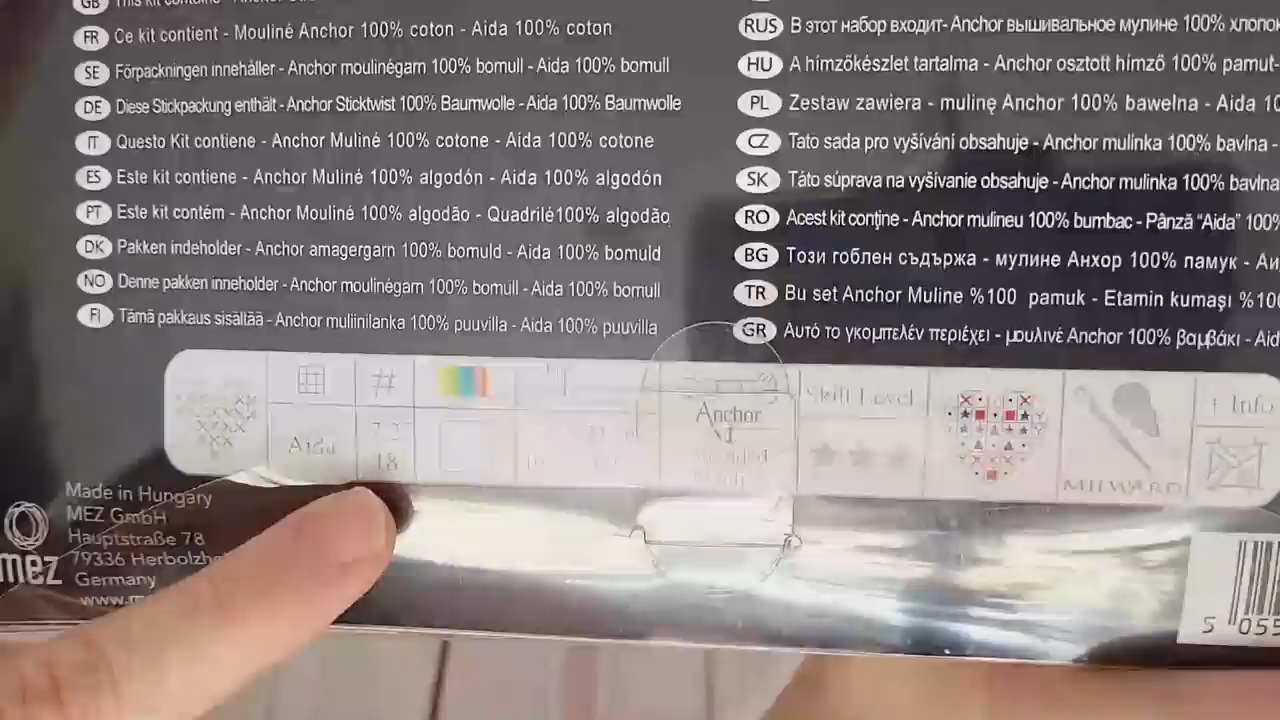 GB This kit contains - Anchor
FR Ce kit contient - Mouliné Anchor 100% coton - Aida 100% coton
SE Förpackningen innehåller - Anchor moulinégarn 100% bomull - Aida 100% bomull
DE Diese Stickpackung enthält - Anchor Sticktwist 100% Baumwolle - Aida 100% Baumwolle
IT Questo Kit contiene - Anchor Muliné 100% cotone - Aida 100% cotone
ES Este kit contiene - Anchor Muliné 100% algodón - Aida 100% algodón
PT Este kit contém - Anchor Mouliné 100% algodão - Quadrilé100% algodão
DK Pakken indeholder - Anchor amagergarn 100% bomuld - Aida 100% bomuld
NO Denne pakken inneholder - Anchor moulinégarn 100% bomull - Aida 100% bomull
FI Tämä pakkaus sisältää - Anchor muliinilanka 100% puuvilla - Aida 100% puuvilla
RUS В этот набор входит- Anchor вышивальное мулине 100%
HU A hímzőkészlet tartalma - Anchor osztott hímző 100% pamut-
PL Zestaw zawiera - mulinę Anchor 100% bawełna - Aida
CZ Tato sada pro vyšívání obsahuje - Anchor mulinka 100% bavlna -
SK Táto súprava na vyšívanie obsahuje - Anchor mulinka 100% bavlna
RO Acest kit conţine - Anchor mulineu 100% bumbac - Pânză "Aida" 100%
BG Този гоблен съдържа - мулине Анхор 100% памук -
TR Bu set Anchor Muline %100 pamuk - Etamin kumaşı
GR Αυτό το γκομπελέν περιέχει - μουλινέ Anchor 100% βαμβάκι -
#
Aida
18
Anchor
Skill Level
MILWARD
+ Info
Made in Hungary
MEZ GmbH
Hauptstraße 78
79336
Germany
mez
5 055